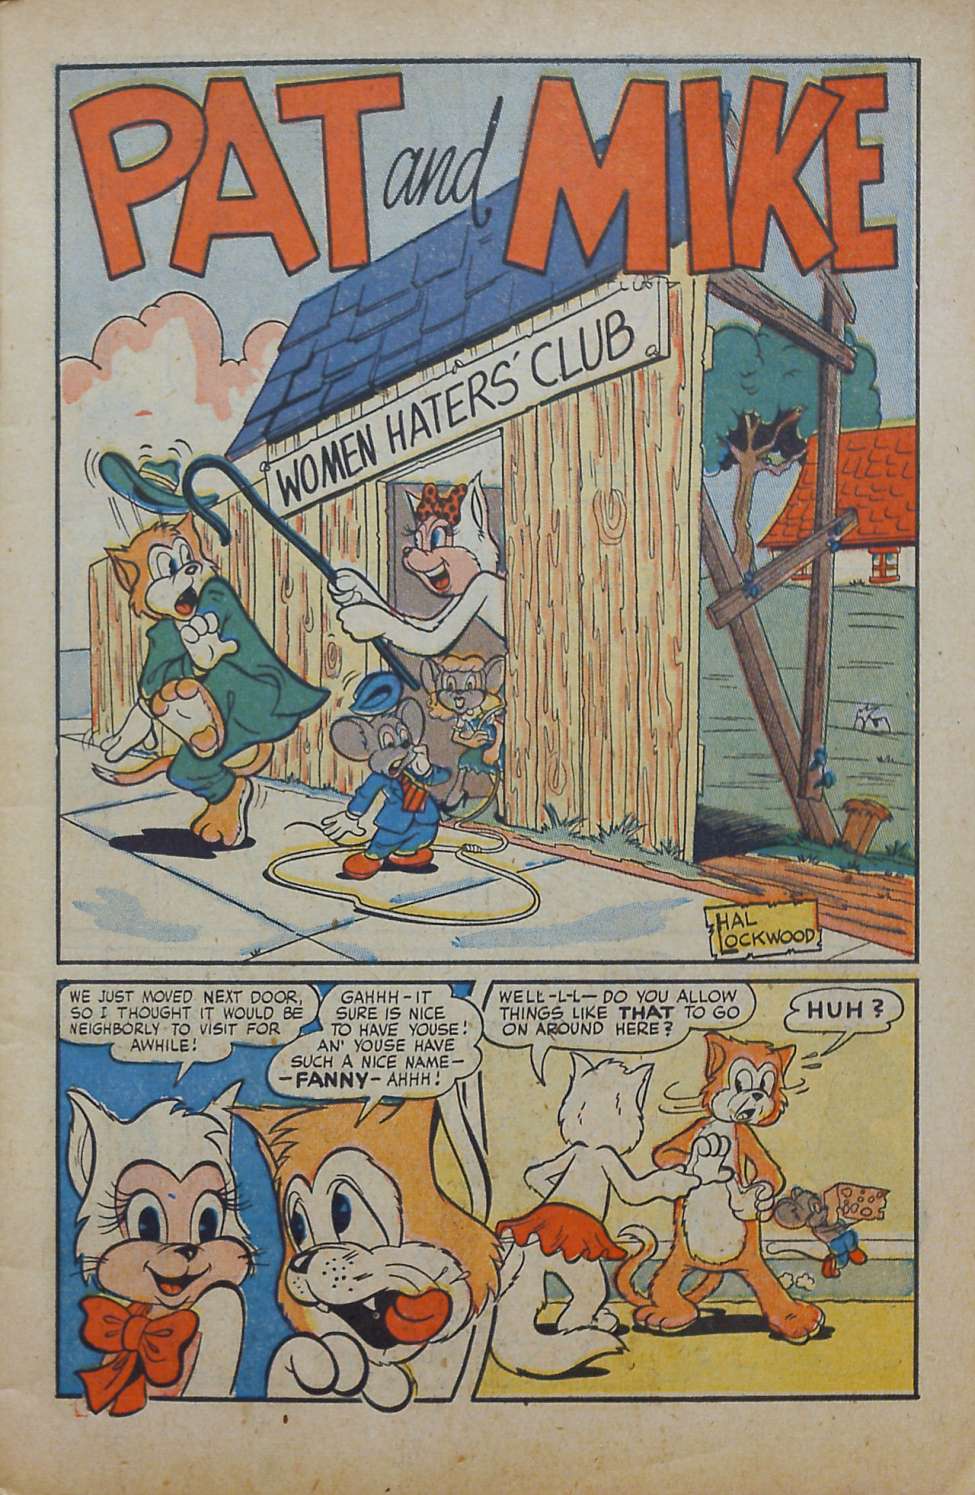 PAT and MIKE
WOMEN HATERS' CLUB
HAL
LOCKWOOD
WE JUST MOVED NEXT DOOR,
SO I THOUGHT IT WOULD BE
NEIGHBORLY TO VISIT FOR
AWHILE!
GAHHH-IT
SURE IS NICE
TO HAVE YOUSE!
AN' YOUSE HAVE
SUCH A NICE NAME-
-FANNY-AHHH!
WELL-L-L- DO YOU ALLOW
THINGS LIKE THAT TO GO
ON AROUND HERE?
HUH?